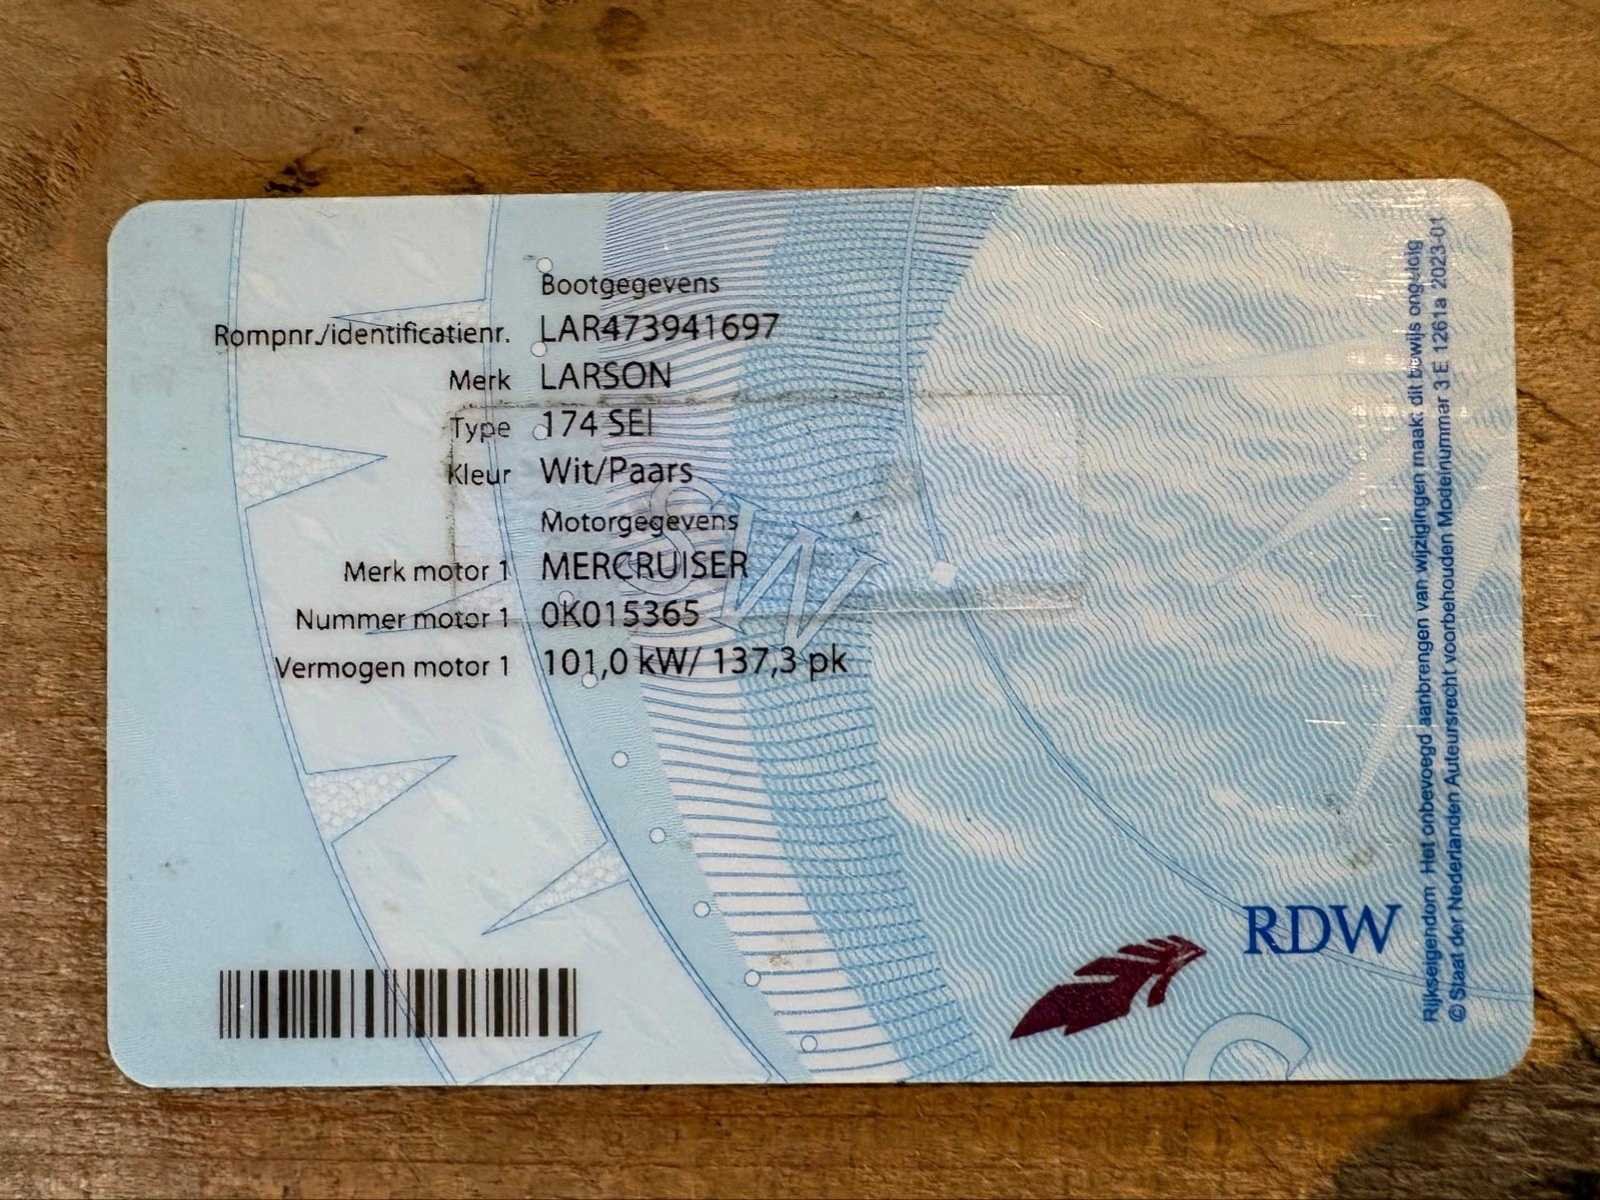 Bootgegevens
Rompnr./identificatienr. LAR473941697
Merk LARSON
Type 174 SEI
Kleur Wit/Paars
Motorgegevens
Merk motor 1 MERCRUISER
Nummer motor 1 0K015365
Vermogen motor 1 101,0 kW/ 137,3 pk
SW
RDW
Rijkseigendom Het onbevoegd aanbrengen van wijzigingen maakt dit bewijs ongeldig
© Staat der Nederlanden Auteursrecht voorbehouden Modelnummer 3 E 1261a 2023-01